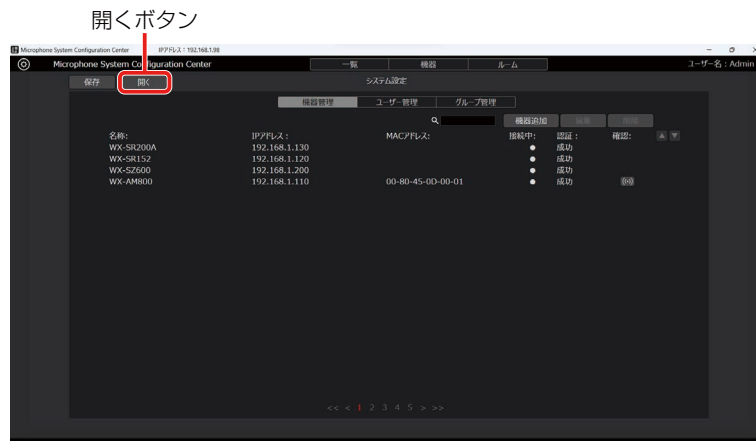 開くボタン
Microphone System Configuration Center IPアドレス：192.168.1.98
Microphone System Configuration Center 一覧 機器 ルーム ユーザー名：Admin
保存 開く システム設定
機器管理 ユーザー管理 グループ管理
機器追加 編集 削除
名称： IPアドレス： MACアドレス： 接続中： 認証： 確認：
WX-SR200A 192.168.1.130 成功
WX-SR152 192.168.1.120 成功
WX-SZ600 192.168.1.200 成功
WX-AM800 192.168.1.110 00-80-45-0D-00-01 成功
<< < 1 2 3 4 5 > >>